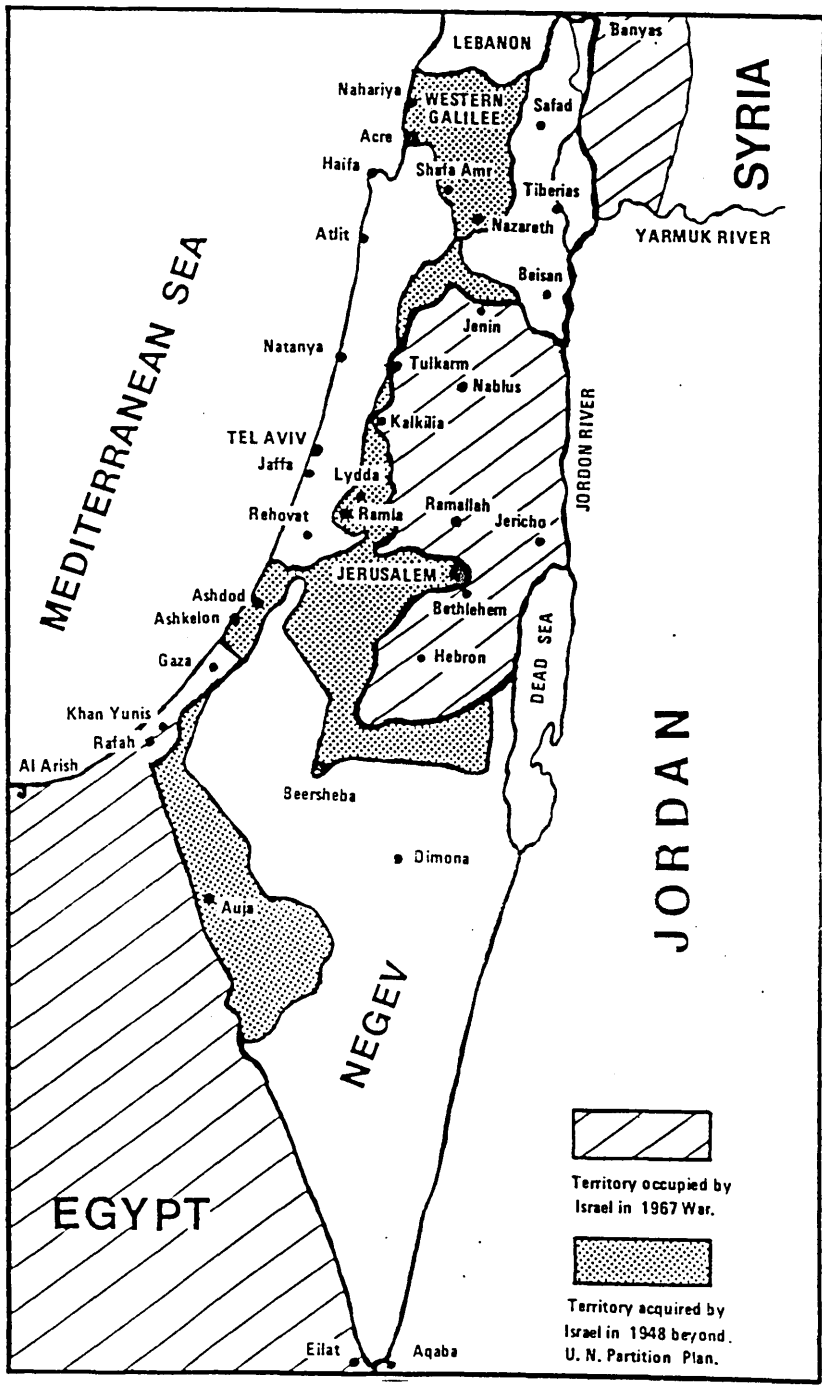 LEBANON
Banyas
SYRIA
Nahariya
WESTERN
GALILEE
Safad
Acre
Haifa
Shafa Amr
Tiberias
Nazareth
YARMUK RIVER
Atlit
Beisan
MEDITERRANEAN SEA
Jenin
Natanya
Tulkarm
Nablus
Kalkilia
TEL AVIV
Jaffa
JORDON RIVER
Lydda
Ramla
Rehovat
Ramallah
Jericho
JERUSALEM
Ashdod
Bethlehem
Ashkelon
DEAD SEA
Gaza
Hebron
Khan Yunis
Rafah
Al Arish
JORDAN
Beersheba
Dimona
Auja
NEGEV
EGYPT
Territory occupied by
Israel in 1967 War.
Territory acquired by
Israel in 1948 beyond.
U. N. Partition Plan.
Eilat
Aqaba